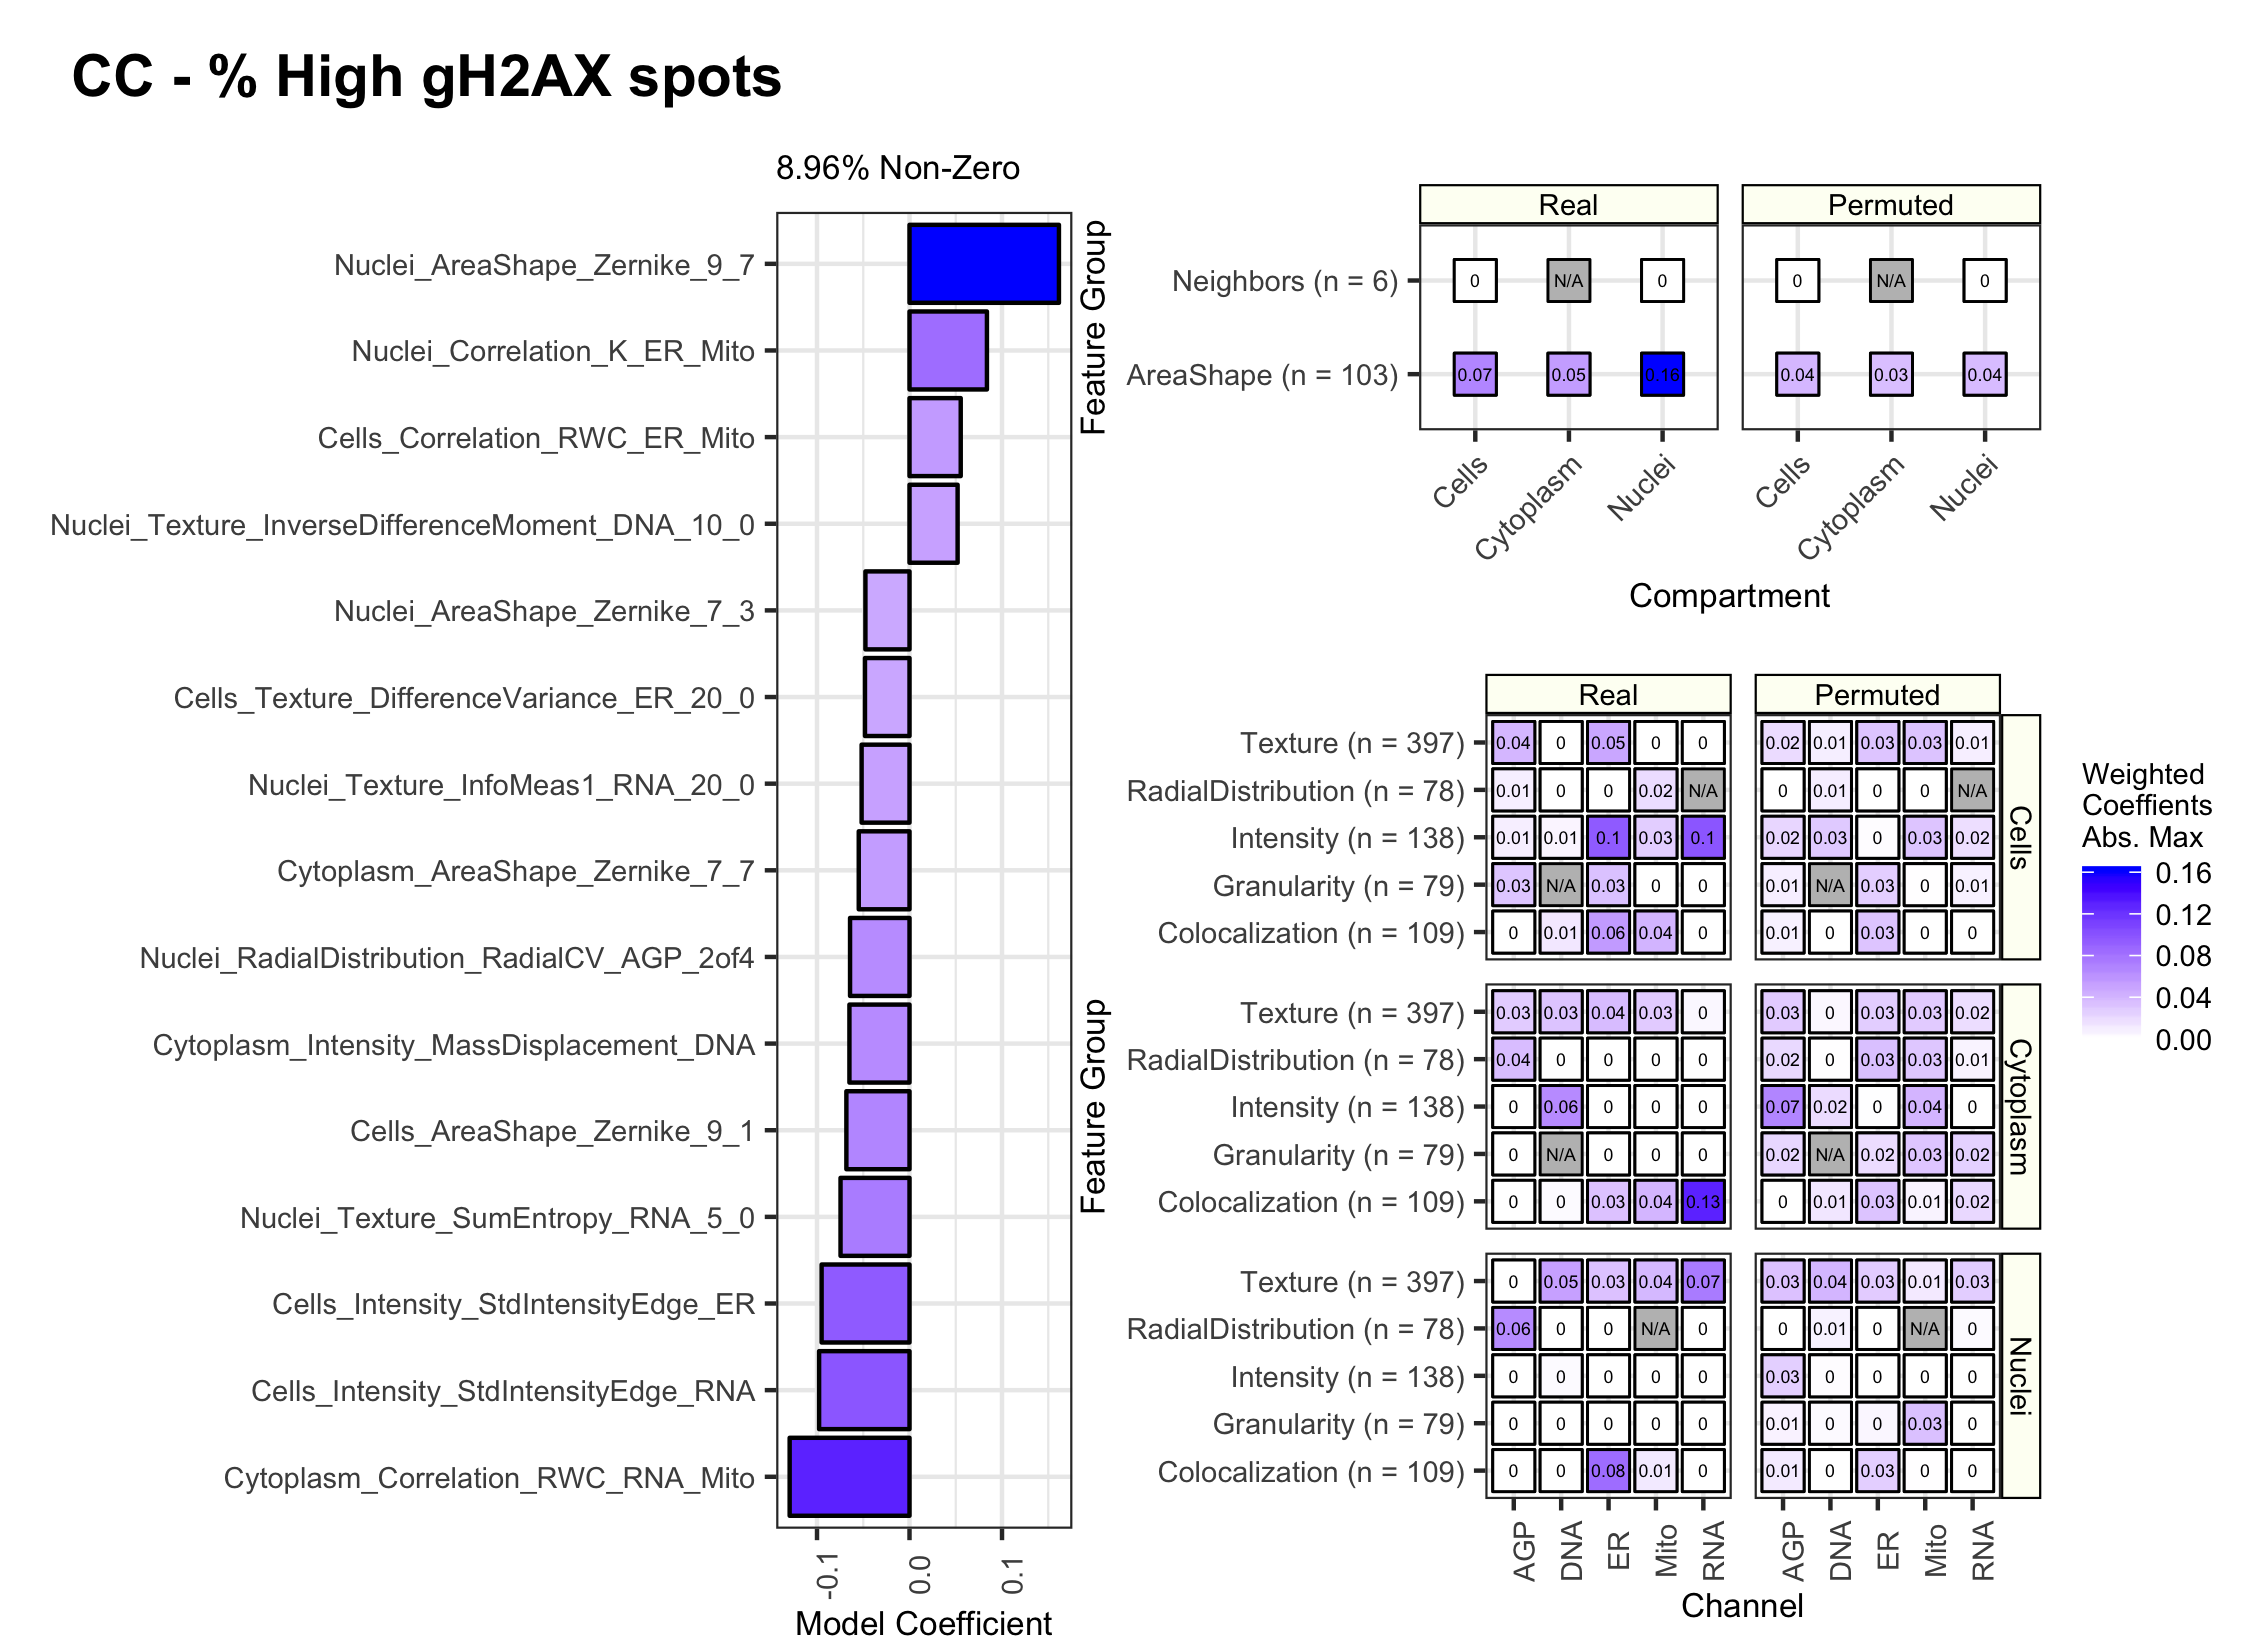 CC - % High gH2AX spots
8.96% Non-Zero
Nuclei_AreaShape_Zernike_9_7
Nuclei_Correlation_K_ER_Mito
Cells_Correlation_RWC_ER_Mito
Nuclei_Texture_InverseDifferenceMoment_DNA_10_0
Nuclei_AreaShape_Zernike_7_3
Cells_Texture_DifferenceVariance_ER_20_0
Nuclei_Texture_InfoMeas1_RNA_20_0
Cytoplasm_AreaShape_Zernike_7_7
Nuclei_RadialDistribution_RadialCV_AGP_2of4
Cytoplasm_Intensity_MassDisplacement_DNA
Cells_AreaShape_Zernike_9_1
Nuclei_Texture_SumEntropy_RNA_5_0
Cells_Intensity_StdIntensityEdge_ER
Cells_Intensity_StdIntensityEdge_RNA
Cytoplasm_Correlation_RWC_RNA_Mito
-0.1 0.0 0.1
Model Coefficient
Feature Group
Real Permuted
Neighbors (n = 6) 0 N/A 0 0 N/A 0
AreaShape (n = 103) 0.07 0.05 0.16 0.04 0.03 0.04
Cells Cytoplasm Nuclei Cells Cytoplasm Nuclei
Compartment
Feature Group
Real Permuted
Texture (n = 397) 0.04 0 0.05 0 0 0.02 0.01 0.03 0.03 0.01
RadialDistribution (n = 78) 0.01 0 0 0.02 N/A 0 0.01 0 0 N/A
Intensity (n = 138) 0.01 0.01 0.1 0.03 0.1 0.02 0.03 0 0.03 0.02
Granularity (n = 79) 0.03 N/A 0.03 0 0 0.01 N/A 0.03 0 0.01
Colocalization (n = 109) 0 0.01 0.06 0.04 0 0.01 0 0.03 0 0
Cells
Texture (n = 397) 0.03 0.03 0.04 0.03 0 0.03 0 0.03 0.03 0.02
RadialDistribution (n = 78) 0.04 0 0 0 0 0.02 0 0.03 0.03 0.01
Intensity (n = 138) 0 0.06 0 0 0 0.07 0.02 0 0.04 0
Granularity (n = 79) 0 N/A 0 0 0 0.02 N/A 0.02 0.03 0.02
Colocalization (n = 109) 0 0 0.03 0.04 0.13 0 0.01 0.03 0.01 0.02
Cytoplasm
Texture (n = 397) 0 0.05 0.03 0.04 0.07 0.03 0.04 0.03 0.01 0.03
RadialDistribution (n = 78) 0.06 0 0 N/A 0 0 0.01 0 N/A 0
Intensity (n = 138) 0 0 0 0 0 0.03 0 0 0 0
Granularity (n = 79) 0 0 0 0 0 0.01 0 0 0.03 0
Colocalization (n = 109) 0 0 0.08 0.01 0 0.01 0 0.03 0 0
Nuclei
AGP DNA ER Mito RNA AGP DNA ER Mito RNA
Channel
Weighted
Coeffients
Abs. Max
0.16
0.12
0.08
0.04
0.00